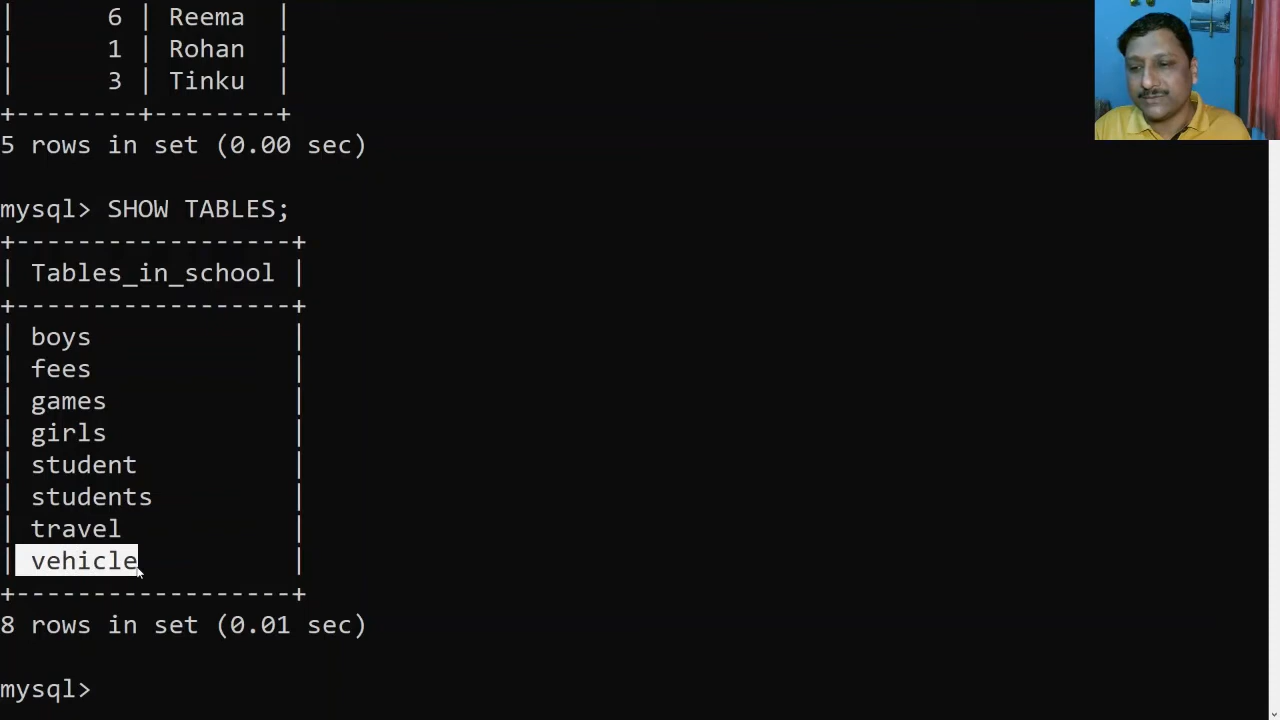 |      6 | Reema  |
|      1 | Rohan  |
|      3 | Tinku  |
+--------+--------+
5 rows in set (0.00 sec)
mysql> SHOW TABLES;
+------------------+
| Tables_in_school |
+------------------+
| boys             |
| fees             |
| games            |
| girls            |
| student          |
| students         |
| travel           |
| vehicle          |
+------------------+
8 rows in set (0.01 sec)
mysql>